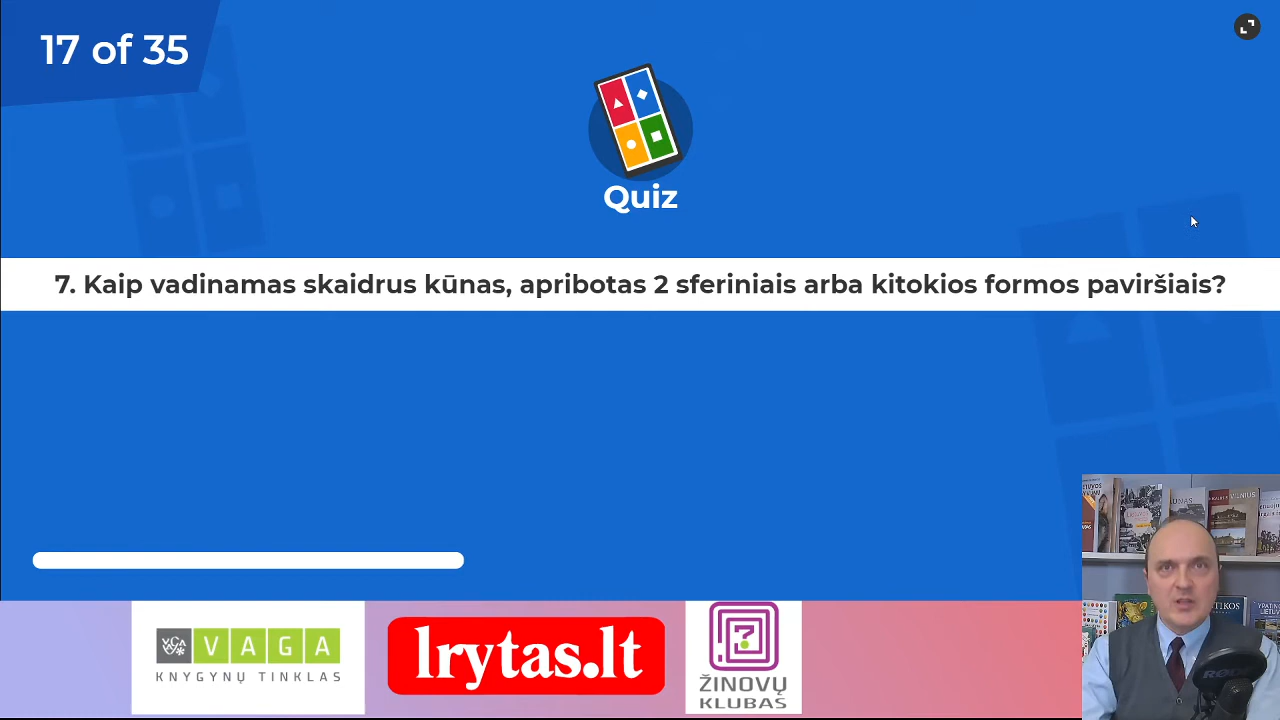 17 of 35
Quiz
7. Kaip vadinamas skaidrus kūnas, apribotas 2 sferiniais arba kitokios formos paviršiais?
VAGA
KNYGYNŲ TINKLAS
lrytas.lt
ŽINOVŲ
KLUBAS
VILNIUS